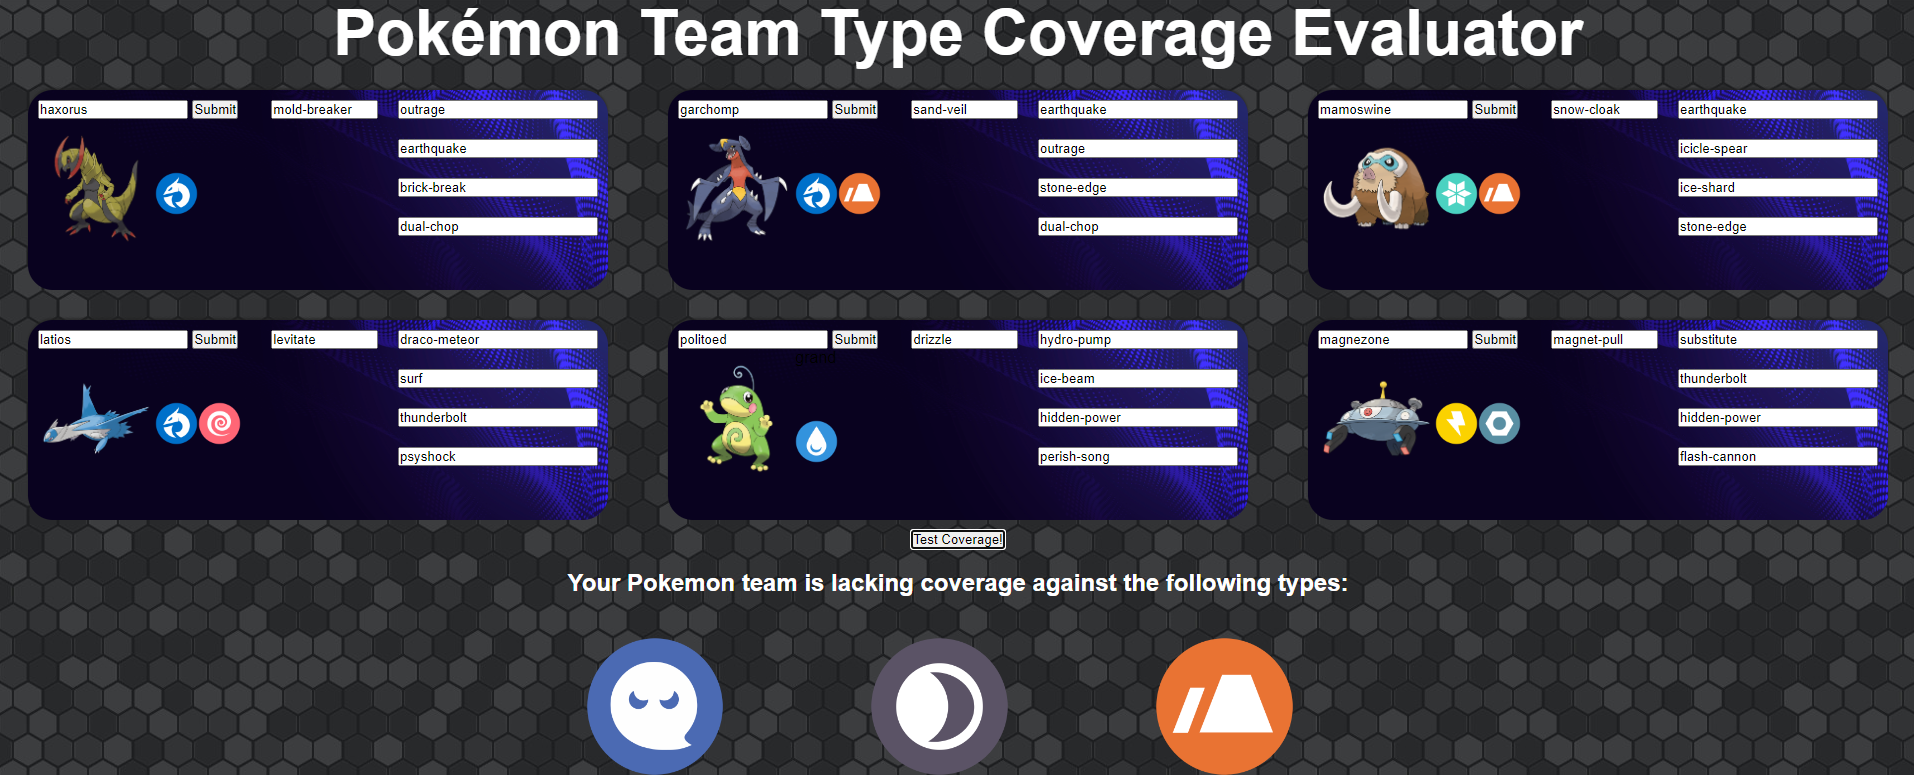 Pokémon Team Type Coverage Evaluator
haxorus Submit mold-breaker outrage
earthquake
brick-break
dual-chop
garchomp Submit sand-veil earthquake
outrage
stone-edge
dual-chop
mamoswine Submit snow-cloak earthquake
icicle-spear
ice-shard
stone-edge
latios Submit levitate draco-meteor
surf
thunderbolt
psyshock
politoed Submit drizzle hydro-pump
grand
ice-beam
hidden-power
perish-song
magnezone Submit magnet-pull substitute
thunderbolt
hidden-power
flash-cannon
Test Coverage!
Your Pokemon team is lacking coverage against the following types: